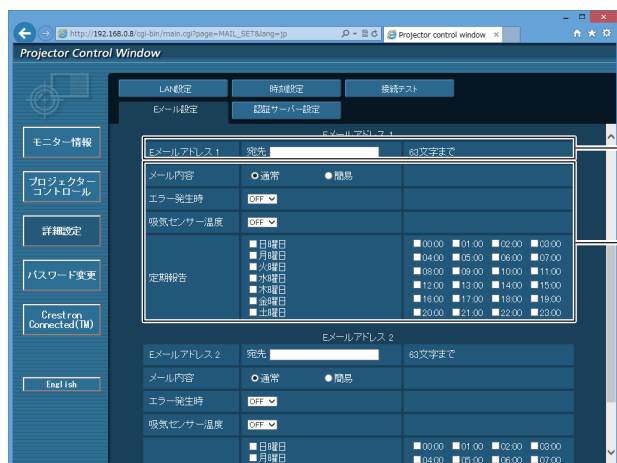 http://192.168.0.8/cgi-bin/main.cgi?page=MAIL_SET&lang=jp
Projector control window
Projector Control Window
LAN設定 時刻設定 接続テスト
Eメール設定 認証サーバー設定
モニター情報
プロジェクター
コントロール
詳細設定
パスワード変更
Crestron
Connected(TM)
English
Eメールアドレス 1
Eメールアドレス 1 宛先 63文字まで
メール内容 通常 簡易
エラー発生時 OFF
吸気センサー温度 OFF
定期報告
日曜日
月曜日
火曜日
水曜日
木曜日
金曜日
土曜日
00:00 01:00 02:00 03:00
04:00 05:00 06:00 07:00
08:00 09:00 10:00 11:00
12:00 13:00 14:00 15:00
16:00 17:00 18:00 19:00
20:00 21:00 22:00 23:00
Eメールアドレス 2
Eメールアドレス 2 宛先 63文字まで
メール内容 通常 簡易
エラー発生時 OFF
吸気センサー温度 OFF
日曜日 00:00 01:00 02:00 03:00
月曜日 04:00 05:00 06:00 07:00